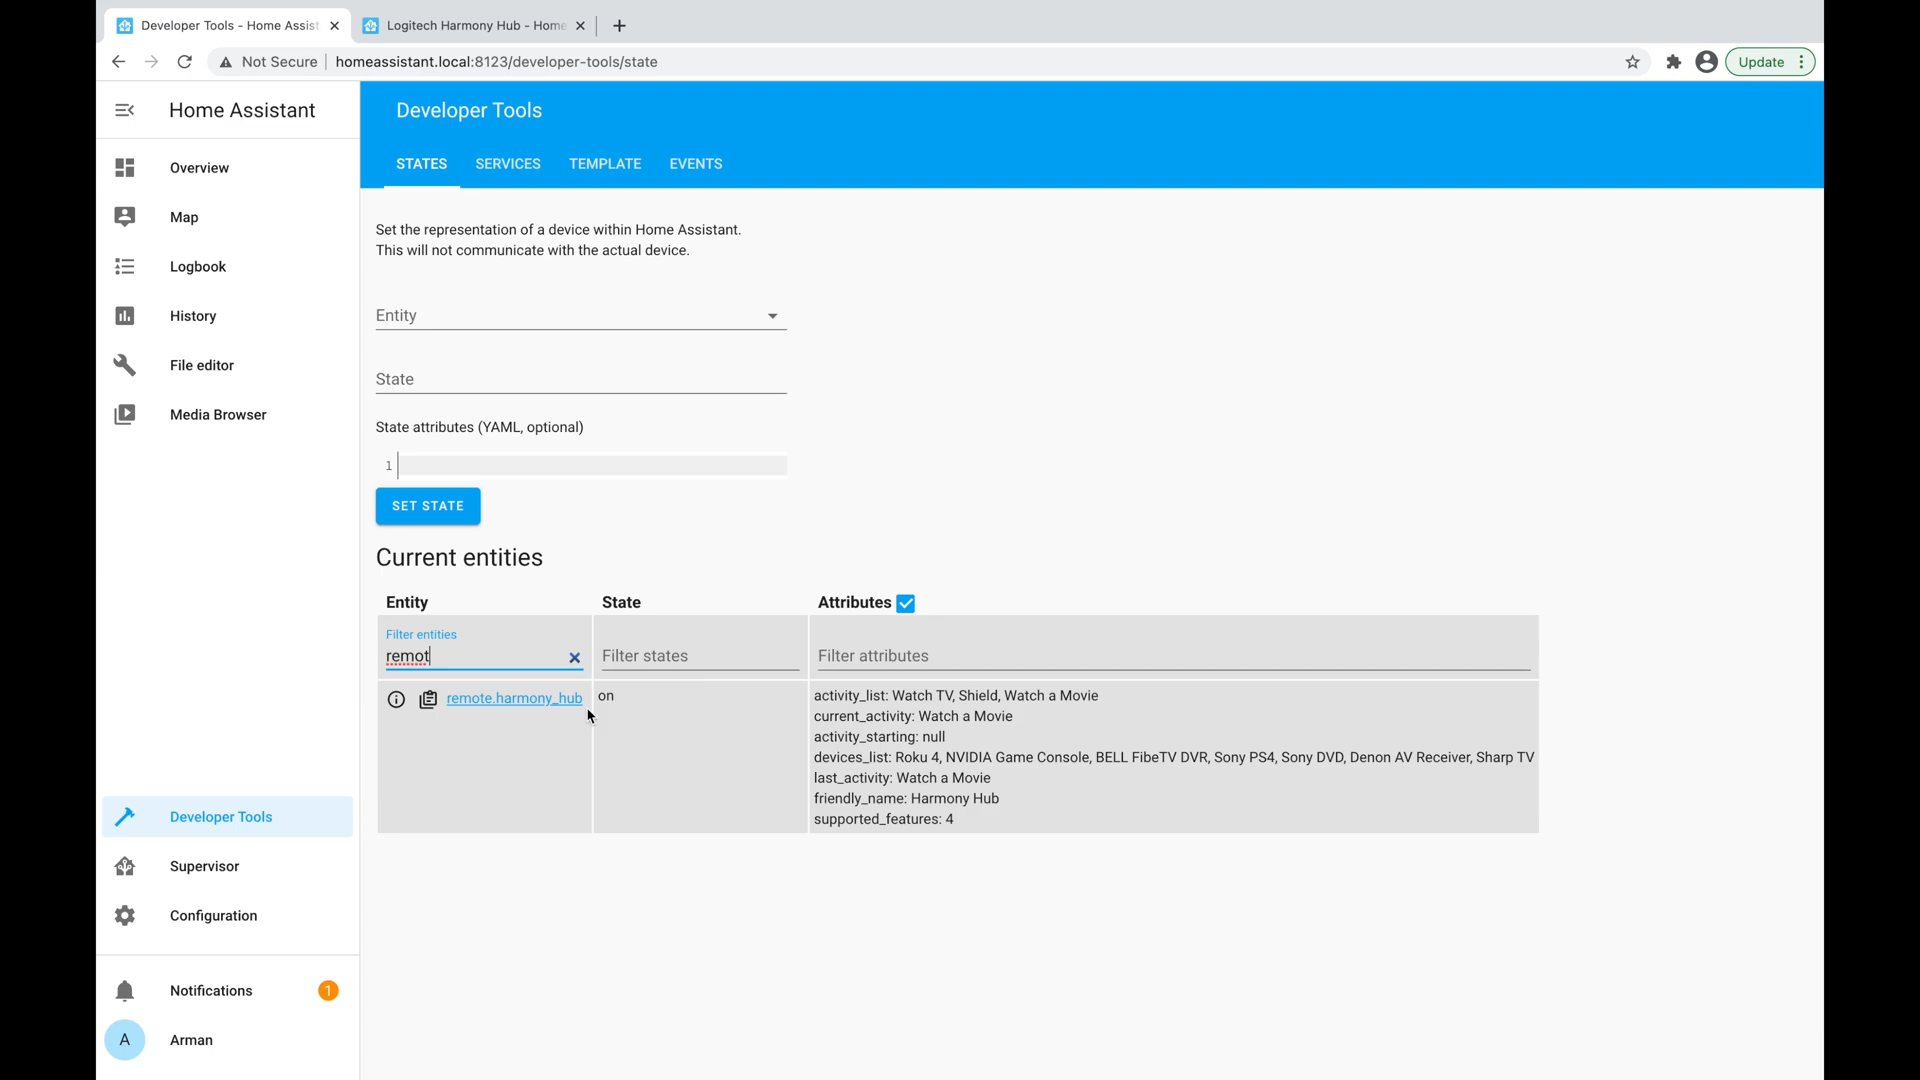 Developer Tools - Home Assist
Logitech Harmony Hub - Home
Not Secure
homeassistant.local:8123/developer-tools/state
Update
Home Assistant
Developer Tools
STATES
SERVICES
TEMPLATE
EVENTS
Overview
Map
Logbook
History
File editor
Media Browser
Developer Tools
Supervisor
Configuration
Notifications
1
A
Arman
Set the representation of a device within Home Assistant.
This will not communicate with the actual device.
Entity
State
State attributes (YAML, optional)
1
SET STATE
Current entities
Entity
State
Attributes
Filter entities
remot
Filter states
Filter attributes
remote.harmony_hub
on
activity_list: Watch TV, Shield, Watch a Movie
current_activity: Watch a Movie
activity_starting: null
devices_list: Roku 4, NVIDIA Game Console, BELL FibeTV DVR, Sony PS4, Sony DVD, Denon AV Receiver, Sharp TV
last_activity: Watch a Movie
friendly_name: Harmony Hub
supported_features: 4